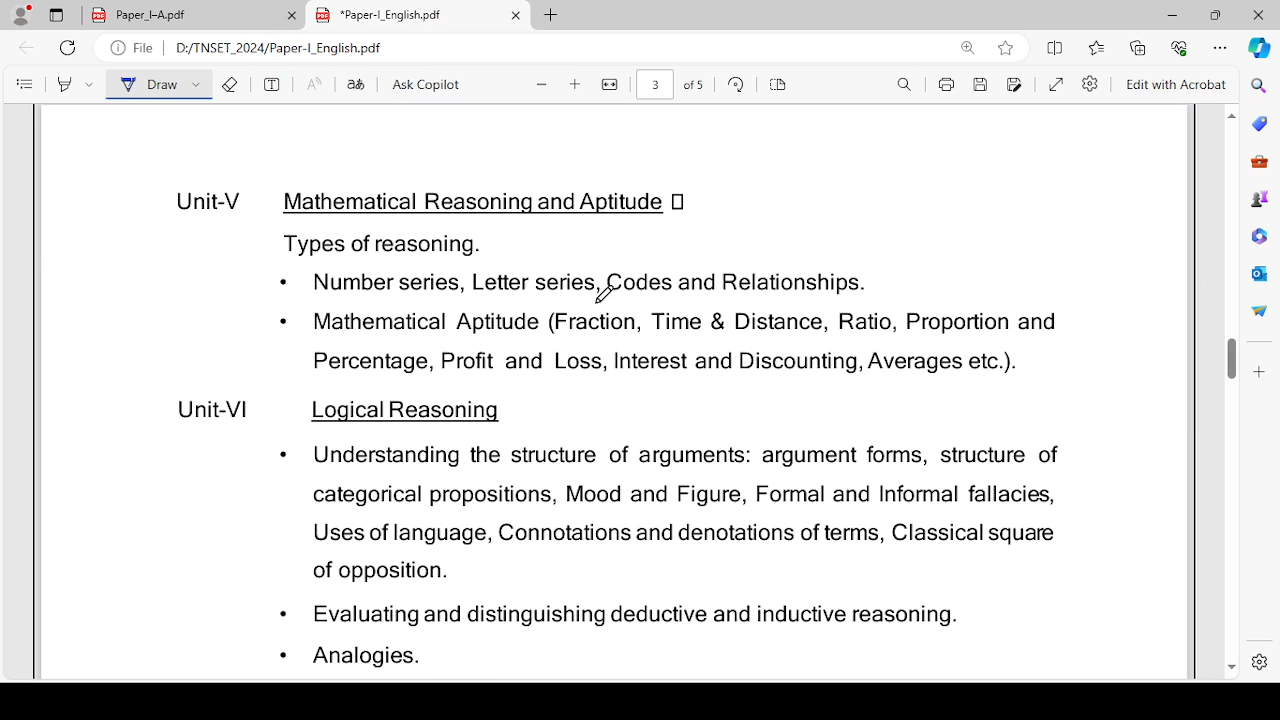 Paper_I-A.pdf
*Paper-I_English.pdf
File
D:/TNSET_2024/Paper-I_English.pdf
Draw
Ask Copilot
3 of 5
Edit with Acrobat
Unit-V Mathematical Reasoning and Aptitude
Types of reasoning.
• Number series, Letter series, Codes and Relationships.
• Mathematical Aptitude (Fraction, Time & Distance, Ratio, Proportion and
Percentage, Profit and Loss, Interest and Discounting, Averages etc.).
Unit-VI Logical Reasoning
• Understanding the structure of arguments: argument forms, structure of
categorical propositions, Mood and Figure, Formal and Informal fallacies,
Uses of language, Connotations and denotations of terms, Classical square
of opposition.
• Evaluating and distinguishing deductive and inductive reasoning.
• Analogies.